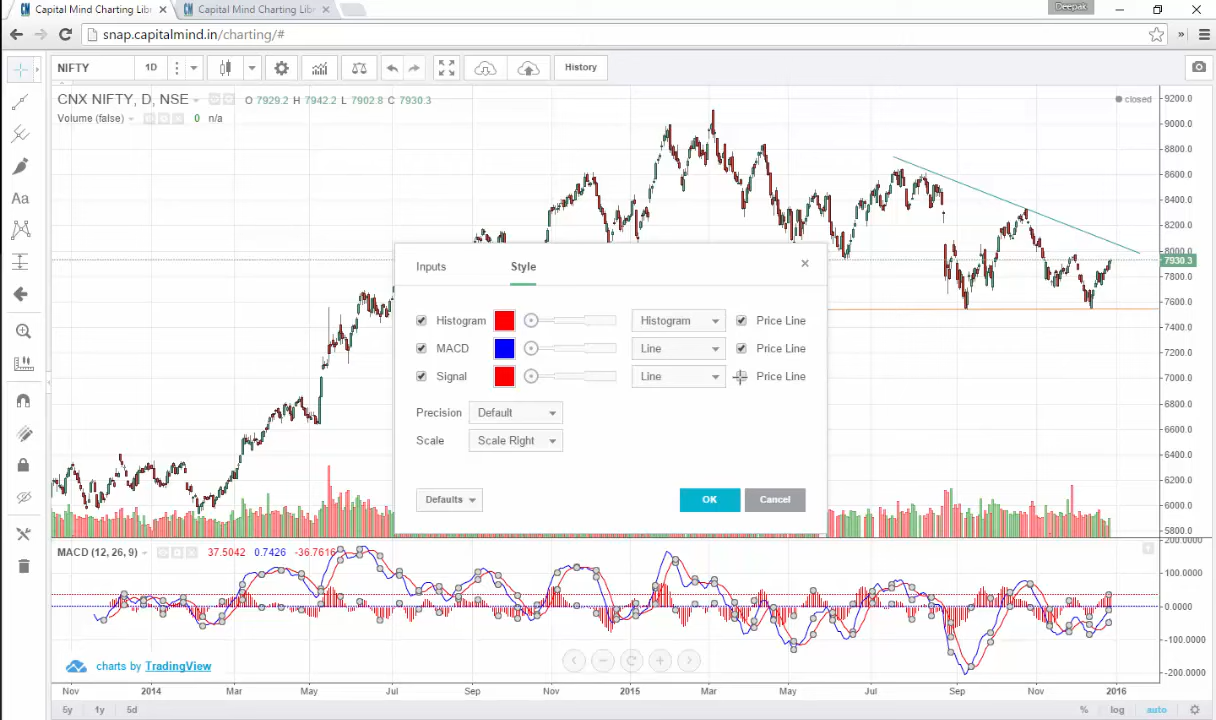 Capital Mind Charting Libr
Capital Mind Charting Libr
Deepak
snap.capitalmind.in/charting/#
NIFTY
1D
History
CNX NIFTY, D, NSE
O 7929.2 H 7942.2 L 7902.8 C 7930.3
closed
Volume (false)
0 n/a
9200.0
9000.0
8800.0
8600.0
8400.0
8200.0
8000.0
7930.3
7800.0
7600.0
7400.0
7200.0
7000.0
6800.0
6600.0
6400.0
6200.0
6000.0
5800.0
Aa
Inputs
Style
Histogram
Histogram
Price Line
MACD
Line
Price Line
Signal
Line
Price Line
Precision
Default
Scale
Scale Right
Defaults
OK
Cancel
MACD (12, 26, 9)
37.5042 0.7426 -36.7616
200.0000
100.0000
0.0000
-100.0000
-200.0000
charts by TradingView
Nov 2014 Mar May Jul Sep Nov 2015 Mar May Jul Sep Nov 2016
5y 1y 5d
% log auto